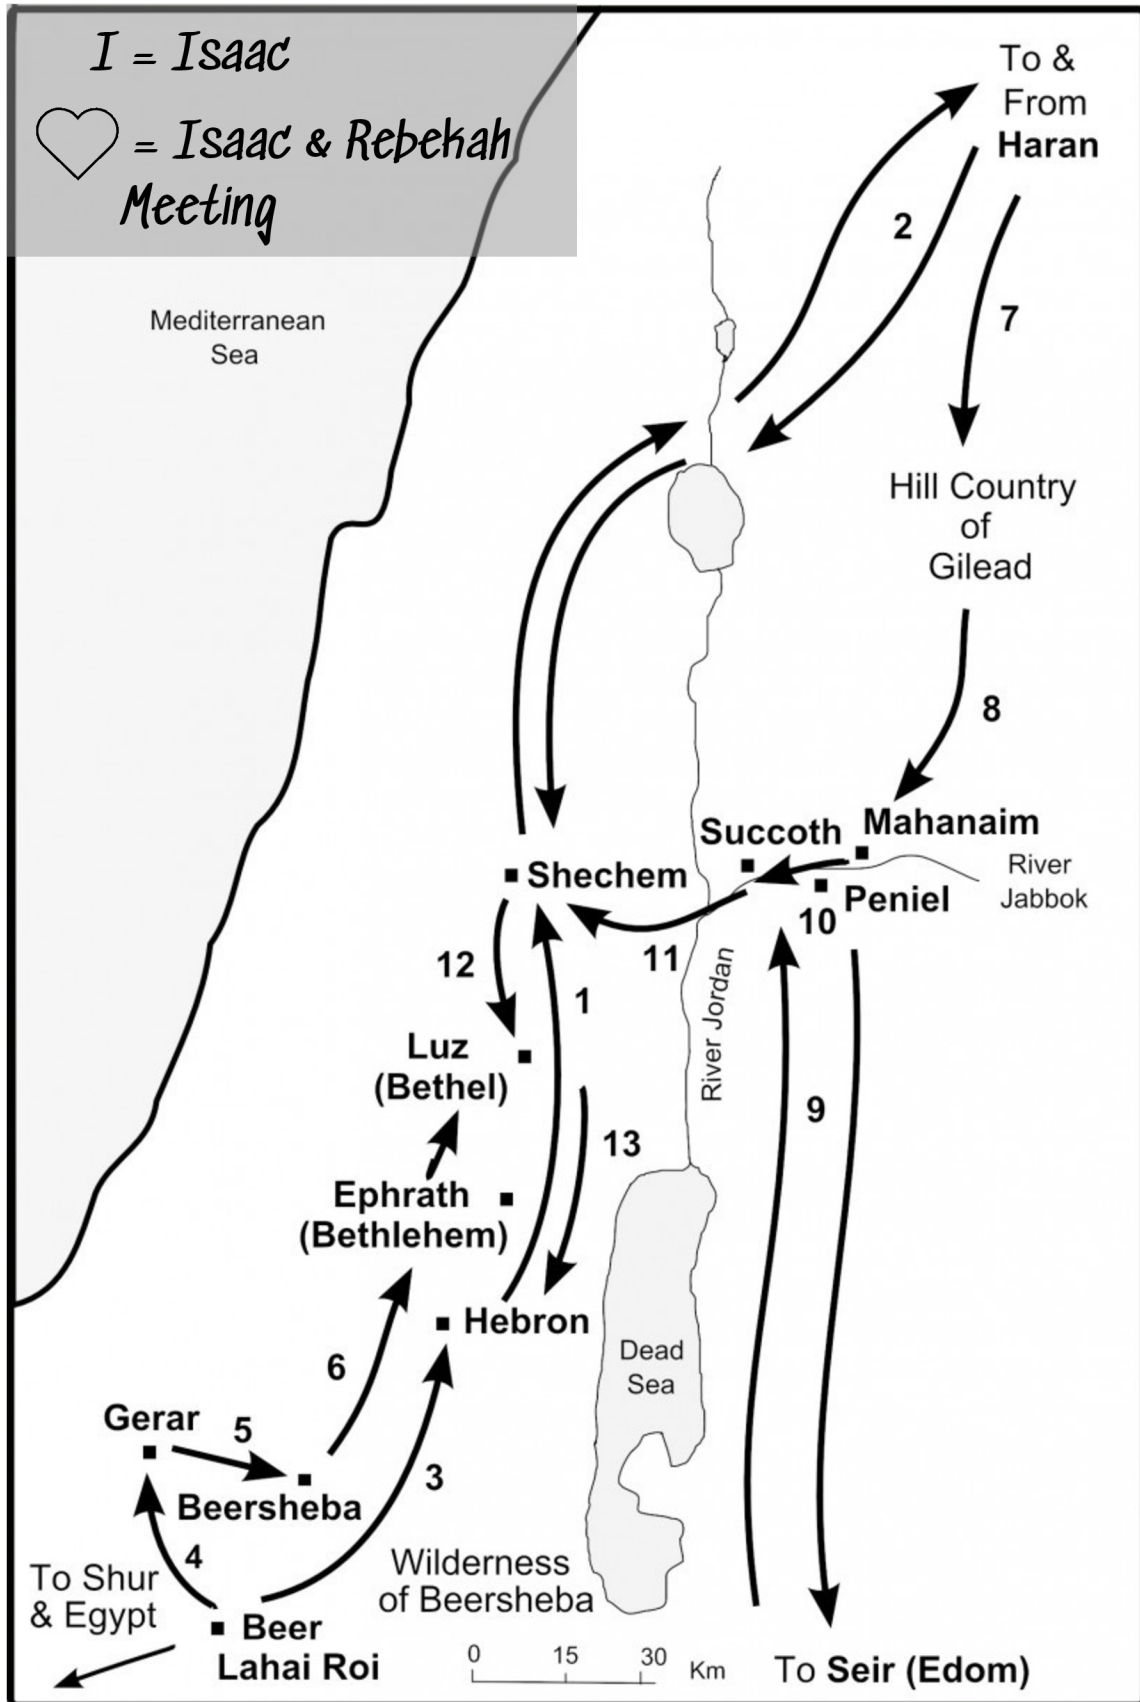 I = Isaac
= Isaac & Rebekah
Meeting
To &
From
Haran
2
7
Mediterranean
Sea
Hill Country
of
Gilead
8
Mahanaim
Succoth
River
Jabbok
Shechem
Peniel
10
11
12
1
River Jordan
Luz
(Bethel)
9
13
Ephrath
(Bethlehem)
Hebron
Dead
Sea
6
Gerar
5
3
Beersheba
4
Wilderness
of Beersheba
To Shur
& Egypt
Beer
Lahai Roi
0 15 30 Km
To Seir (Edom)